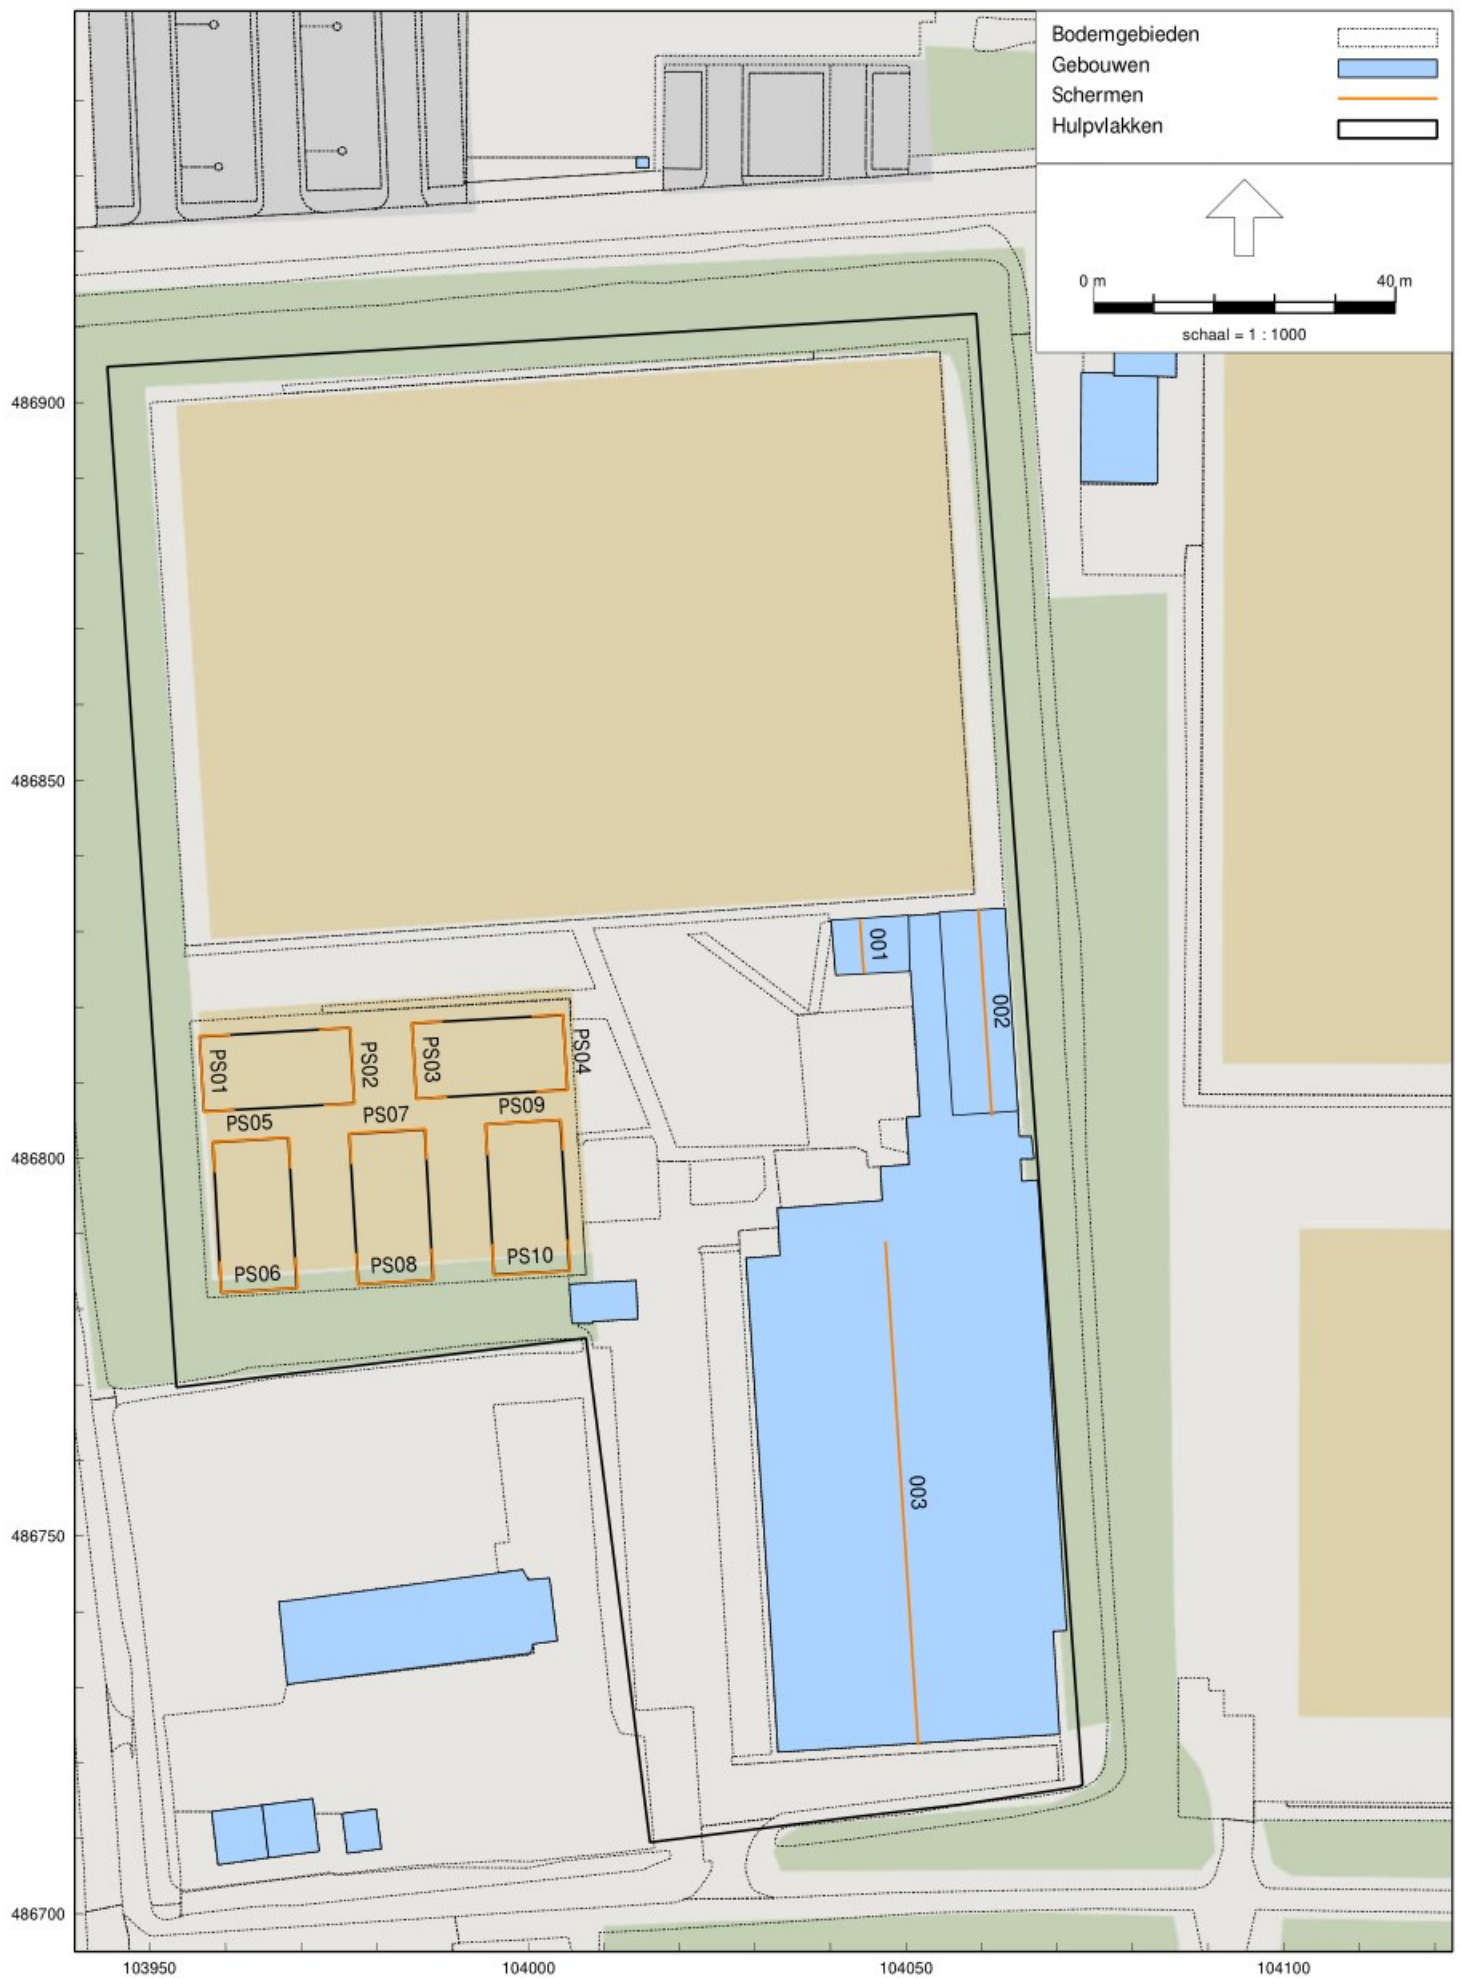 Bodemgebieden
Gebouwen
Schermen
Hulpvlakken
0 m 40 m
schaal = 1 : 1000
486900
486850
486800
486750
486700
001
002
003
PS01
PS02
PS03
PS04
PS05
PS07
PS09
PS06
PS08
PS10
103950 104000 104050 104100